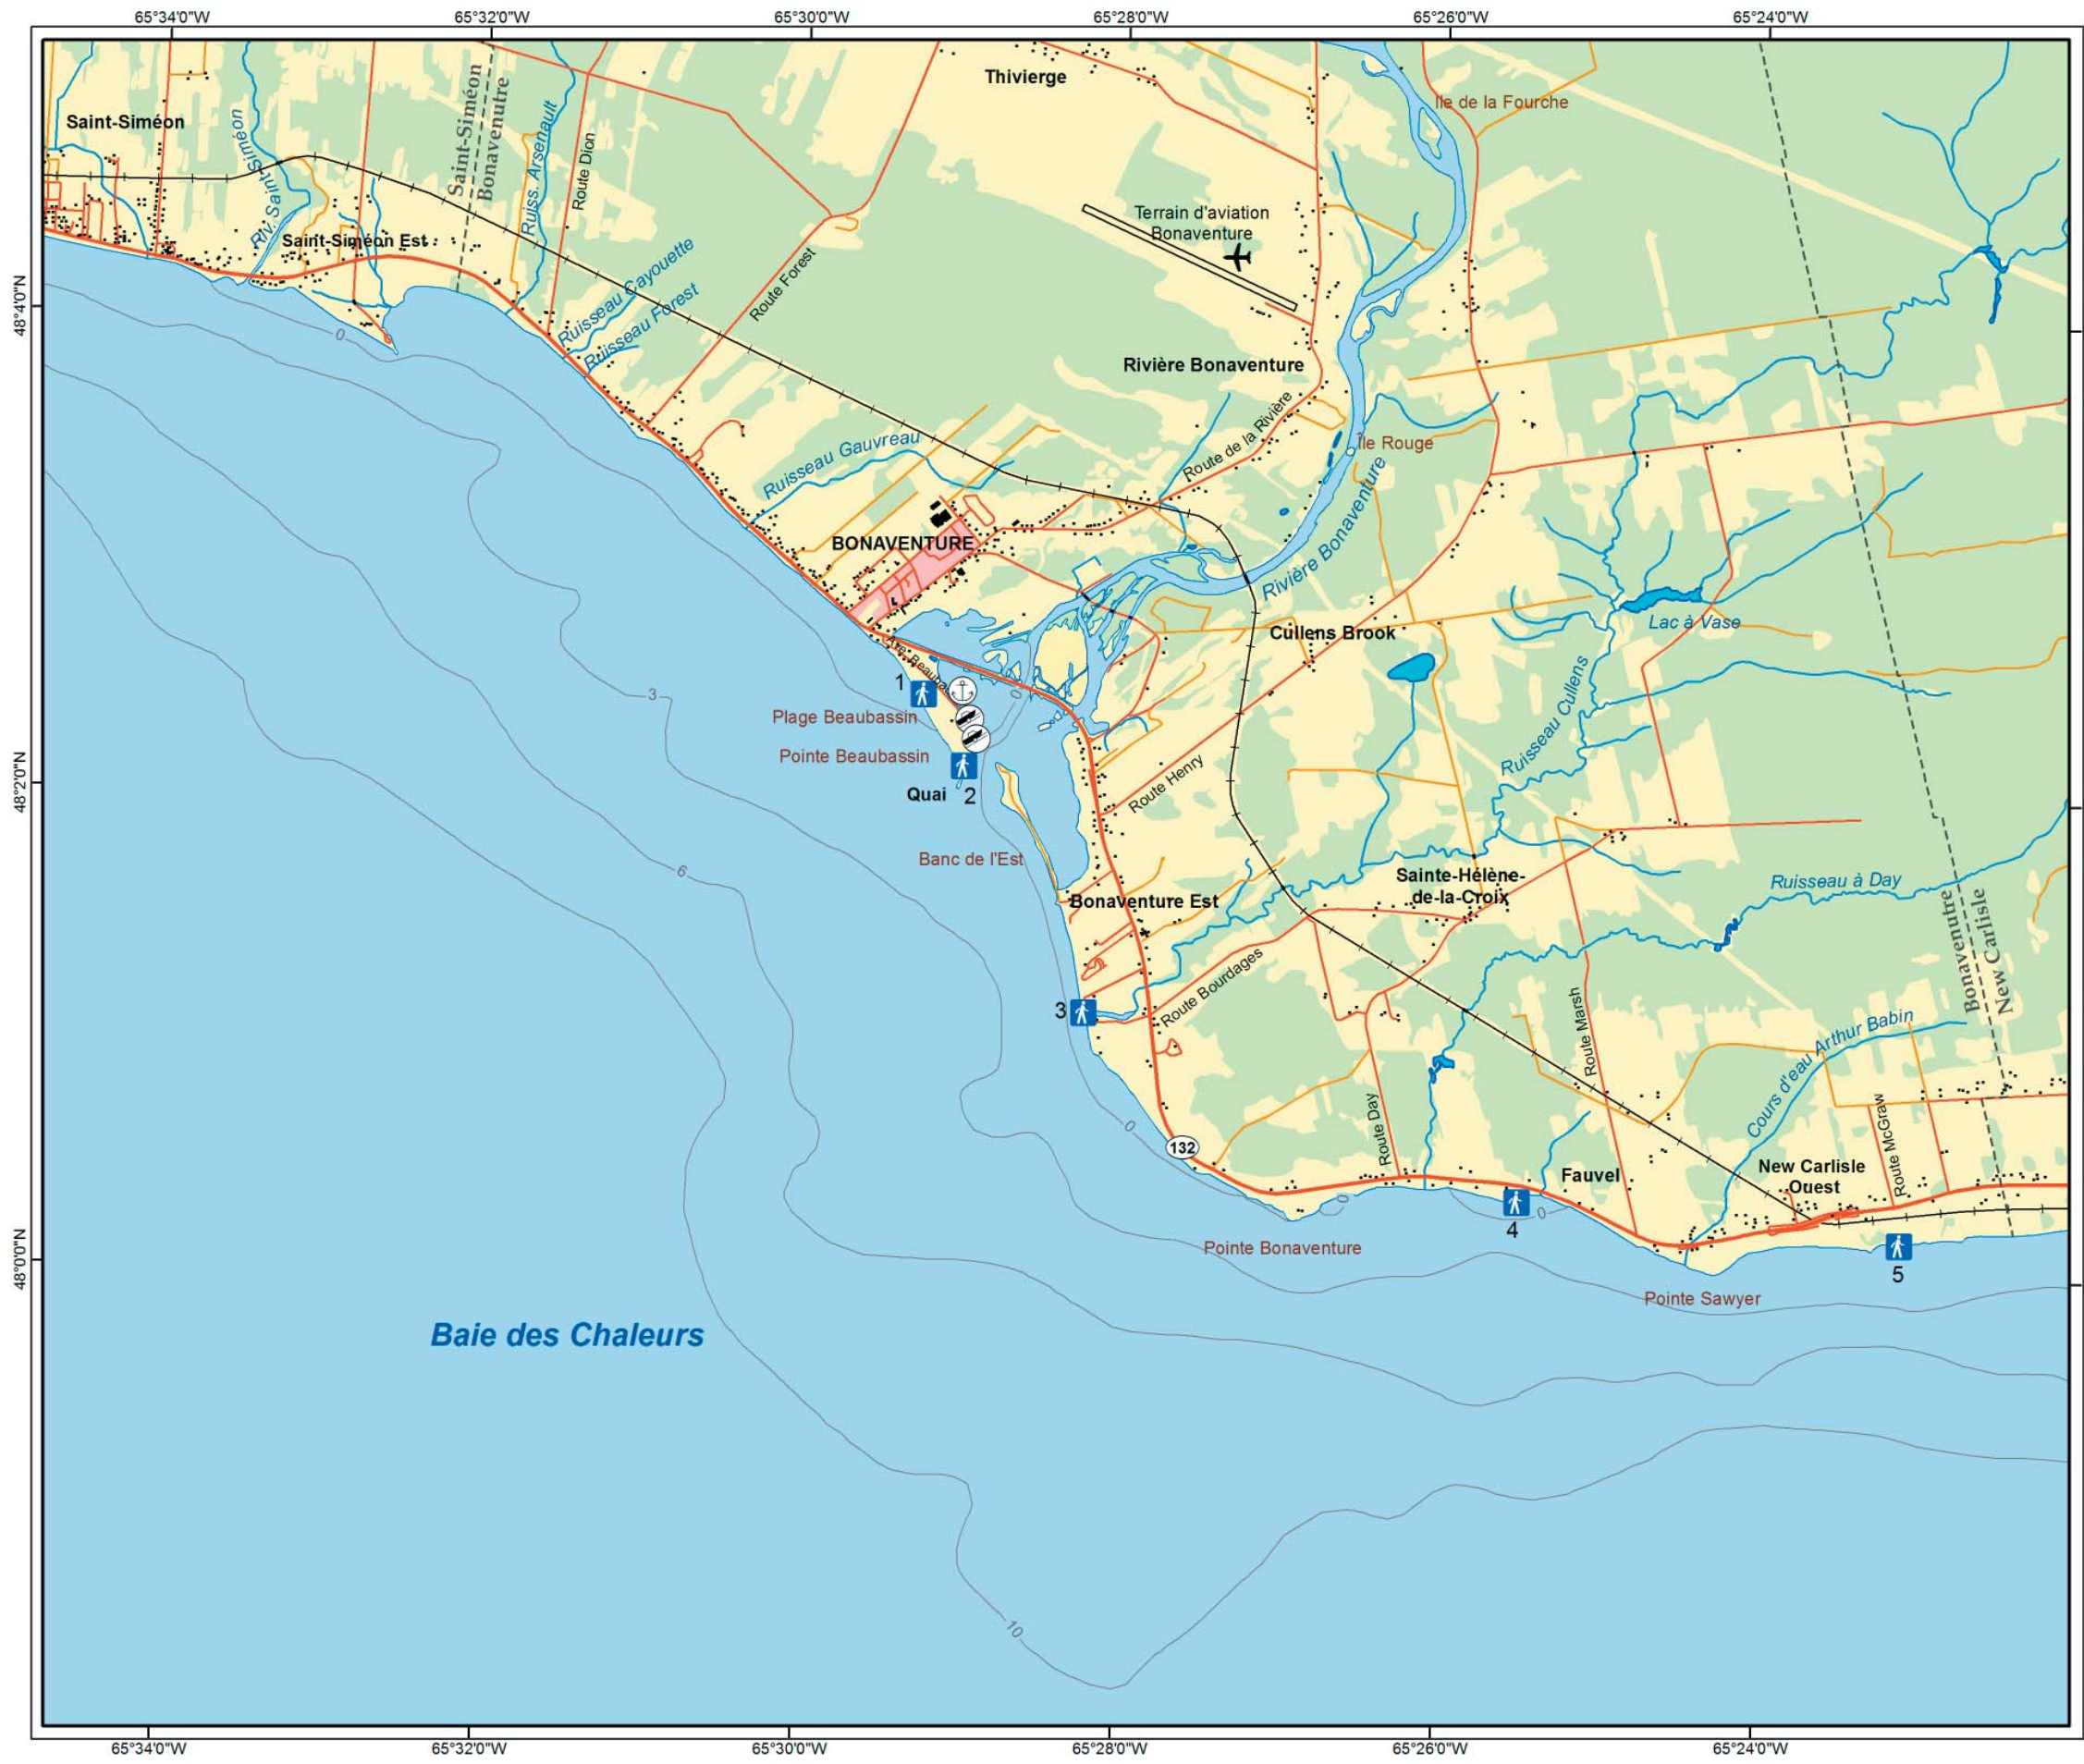 65°34'0"W
65°32'0"W
65°30'0"W
65°28'0"W
65°26'0"W
65°24'0"W
Thivierge
Ile de la Fourche
Saint-Siméon
Riv. Saint-Siméon
Saint-Siméon
Bonavenutre
Ruiss. Arsenault
Route Dion
Saint-Siméon Est
Terrain d'aviation
Bonaventure
48°4'0"N
Ruisseau Cayouette
Ruisseau Forest
Route Forest
Rivière Bonaventure
Route de la Rivière
Île Rouge
Ruisseau Gauvreau
Rivière Bonaventure
BONAVENTURE
Cullens Brook
Lac à Vase
Ruisseau Cullens
3
1
0
Plage Beaubassin
Pointe Beaubassin
Quai
2
48°2'0"N
Route Henry
Banc de l'Est
6
Sainte-Hélène-
de-la-Croix
Ruisseau à Day
Bonaventure Est
Bonavenutre
New Carlisle
3
Route Bourdages
Route Marsh
Cours d'eau Arthur Babin
0
132
Route Day
Route McGraw
Fauvel
New Carlisle
Ouest
0
0
4
Pointe Bonaventure
5
48°0'0"N
Pointe Sawyer
Baie des Chaleurs
10
0
65°34'0"W
65°32'0"W
65°30'0"W
65°28'0"W
65°26'0"W
65°24'0"W